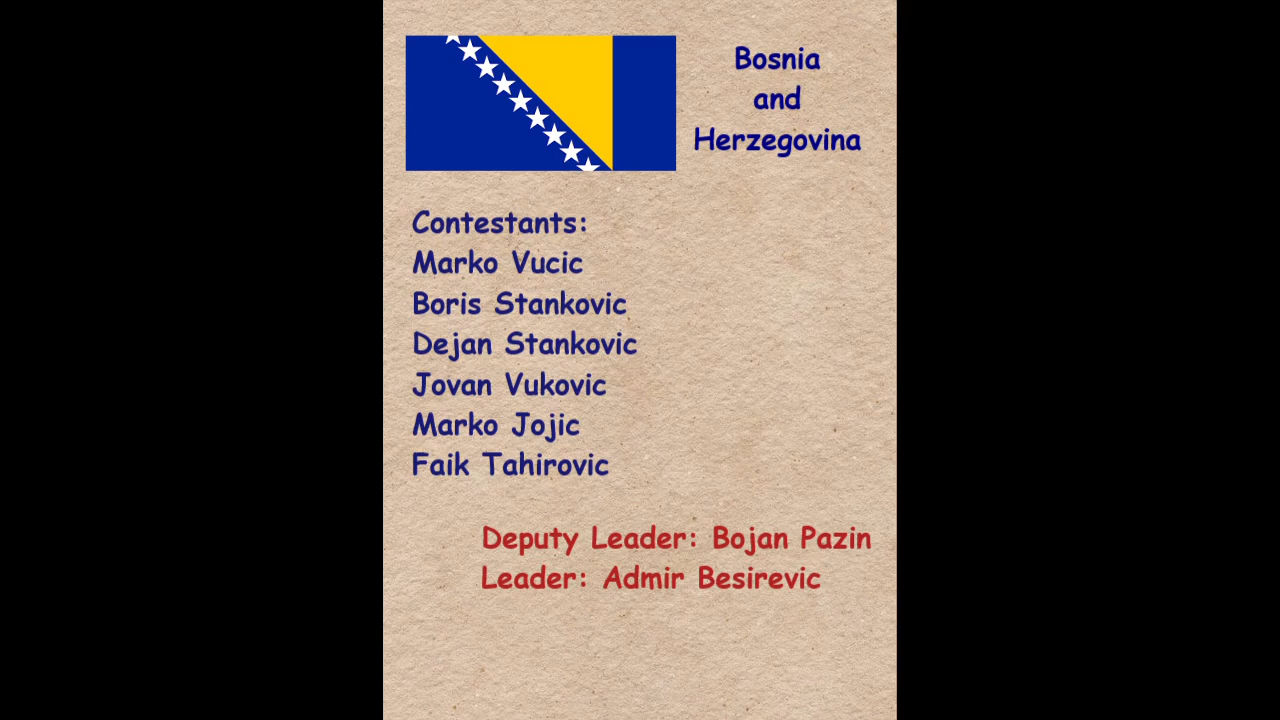 Bosnia
and
Herzegovina
Contestants:
Marko Vucic
Boris Stankovic
Dejan Stankovic
Jovan Vukovic
Marko Jojic
Faik Tahirovic
Deputy Leader: Bojan Pazin
Leader: Admir Besirevic